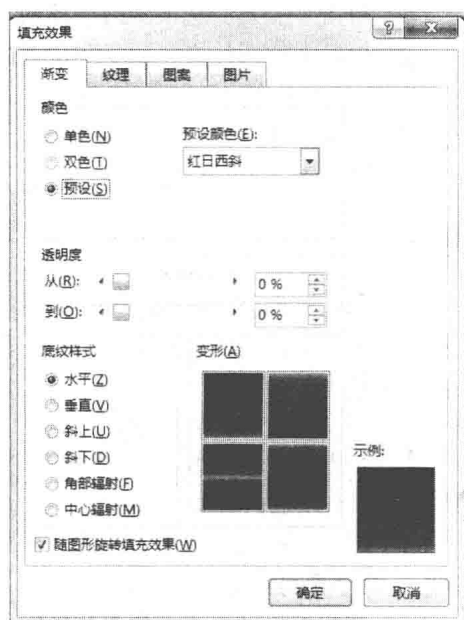 填充效果
渐变 纹理 图案 图片
颜色
单色(N)
双色(T)
预设(S)
预设颜色(E):
红日西斜
透明度
从(R): 0 %
到(O): 0 %
底纹样式
水平(Z)
垂直(V)
斜上(U)
斜下(D)
角部辐射(F)
中心辐射(M)
变形(A)
示例:
随图形旋转填充效果(W)
确定 取消